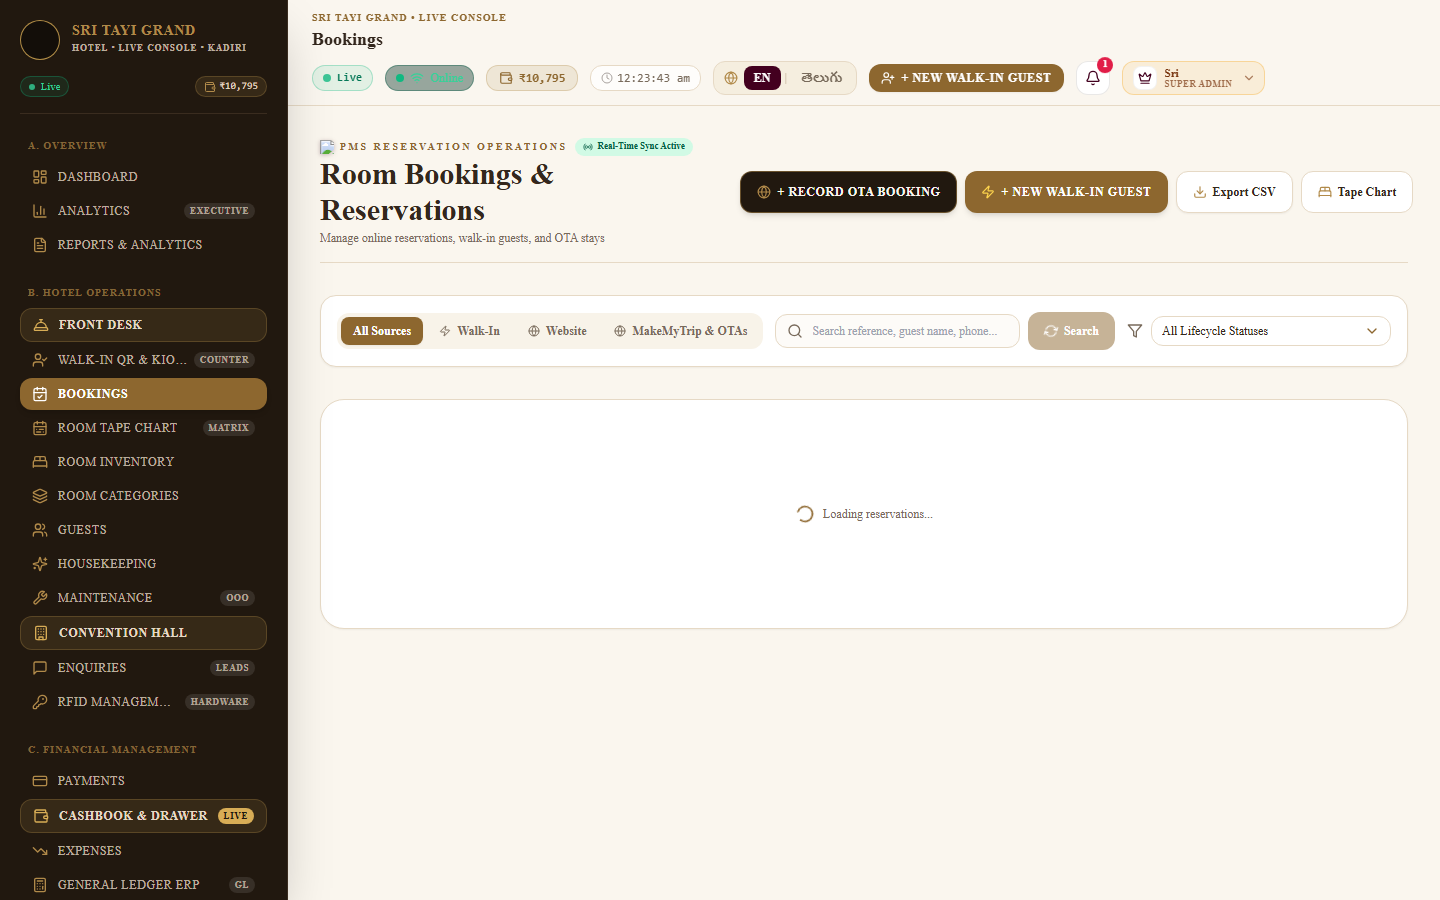 SRI TAYI GRAND
HOTEL • LIVE CONSOLE • KADIRI
Live
₹10,795
A. OVERVIEW
DASHBOARD
ANALYTICS
EXECUTIVE
REPORTS & ANALYTICS
B. HOTEL OPERATIONS
FRONT DESK
WALK-IN QR & KIO...
COUNTER
BOOKINGS
ROOM TAPE CHART
MATRIX
ROOM INVENTORY
ROOM CATEGORIES
GUESTS
HOUSEKEEPING
MAINTENANCE
OOO
CONVENTION HALL
ENQUIRIES
LEADS
RFID MANAGEM...
HARDWARE
C. FINANCIAL MANAGEMENT
PAYMENTS
CASHBOOK & DRAWER
LIVE
EXPENSES
GENERAL LEDGER ERP
GL
SRI TAYI GRAND • LIVE CONSOLE
Bookings
Live
₹10,795
12:23:43 am
EN
|
తెలుగు
+ NEW WALK-IN GUEST
1
Sri
SUPER ADMIN
PMS RESERVATION OPERATIONS
Real-Time Sync Active
Room Bookings &
Reservations
Manage online reservations, walk-in guests, and OTA stays
+ RECORD OTA BOOKING
+ NEW WALK-IN GUEST
Export CSV
Tape Chart
All Sources
Walk-In
Website
MakeMyTrip & OTAs
Search reference, guest name, phone...
Search
All Lifecycle Statuses
Loading reservations...